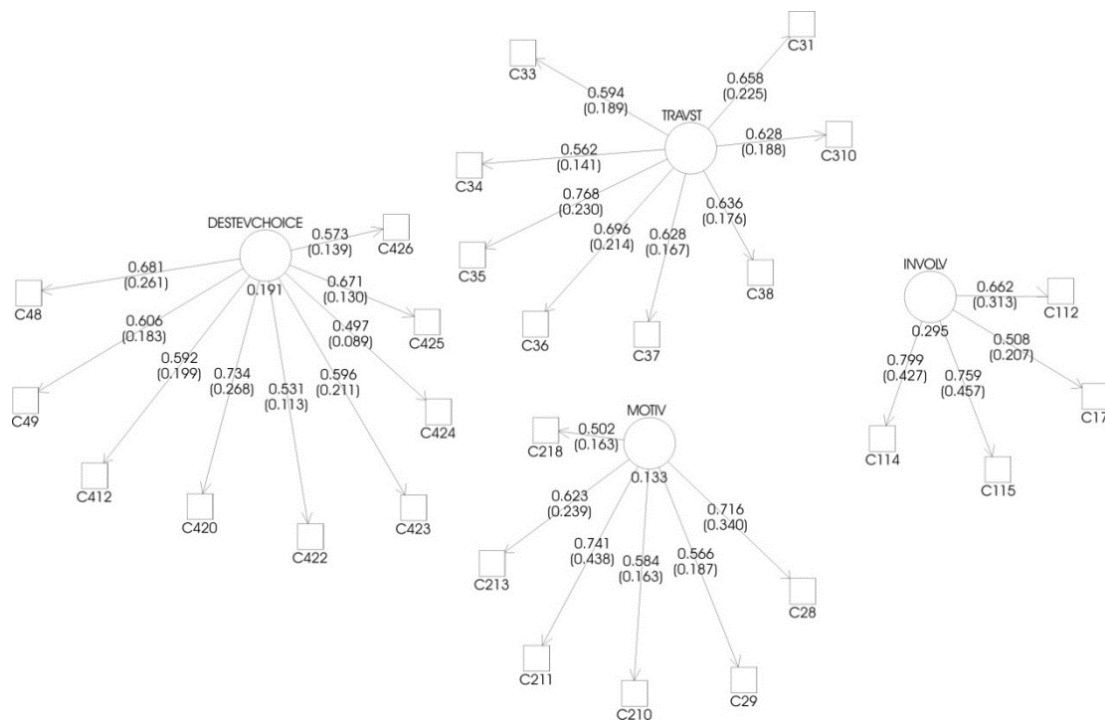 C31
C33
0.594
(0.189)
0.658
(0.225)
TRAVST
0.628
(0.188)
C310
C34
0.562
(0.141)
0.768
(0.230)
C35
0.696
(0.214)
C36
0.628
(0.167)
C37
0.636
(0.176)
C38
DESTEVCHOICE
0.191
0.573
(0.139)
C426
0.681
(0.261)
C48
0.671
(0.130)
C425
0.606
(0.183)
C49
0.497
(0.089)
C424
0.592
(0.199)
C412
0.734
(0.268)
C420
0.531
(0.113)
C422
0.596
(0.211)
C423
INVOLV
0.295
0.662
(0.313)
C112
0.508
(0.207)
C17
0.799
(0.427)
C114
0.759
(0.457)
C115
MOTIV
0.133
0.502
(0.163)
C218
0.623
(0.239)
C213
0.741
(0.438)
C211
0.584
(0.163)
C210
0.566
(0.187)
C29
0.716
(0.340)
C28